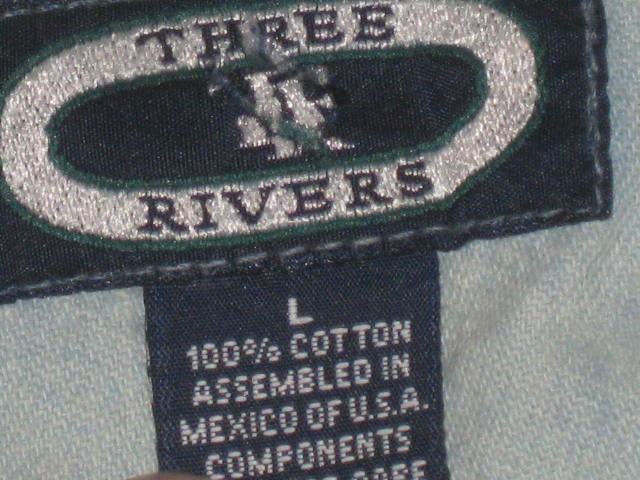 THREE
RIVERS
L
100% COTTON
ASSEMBLED IN
MEXICO OF U.S.A.
COMPONENTS